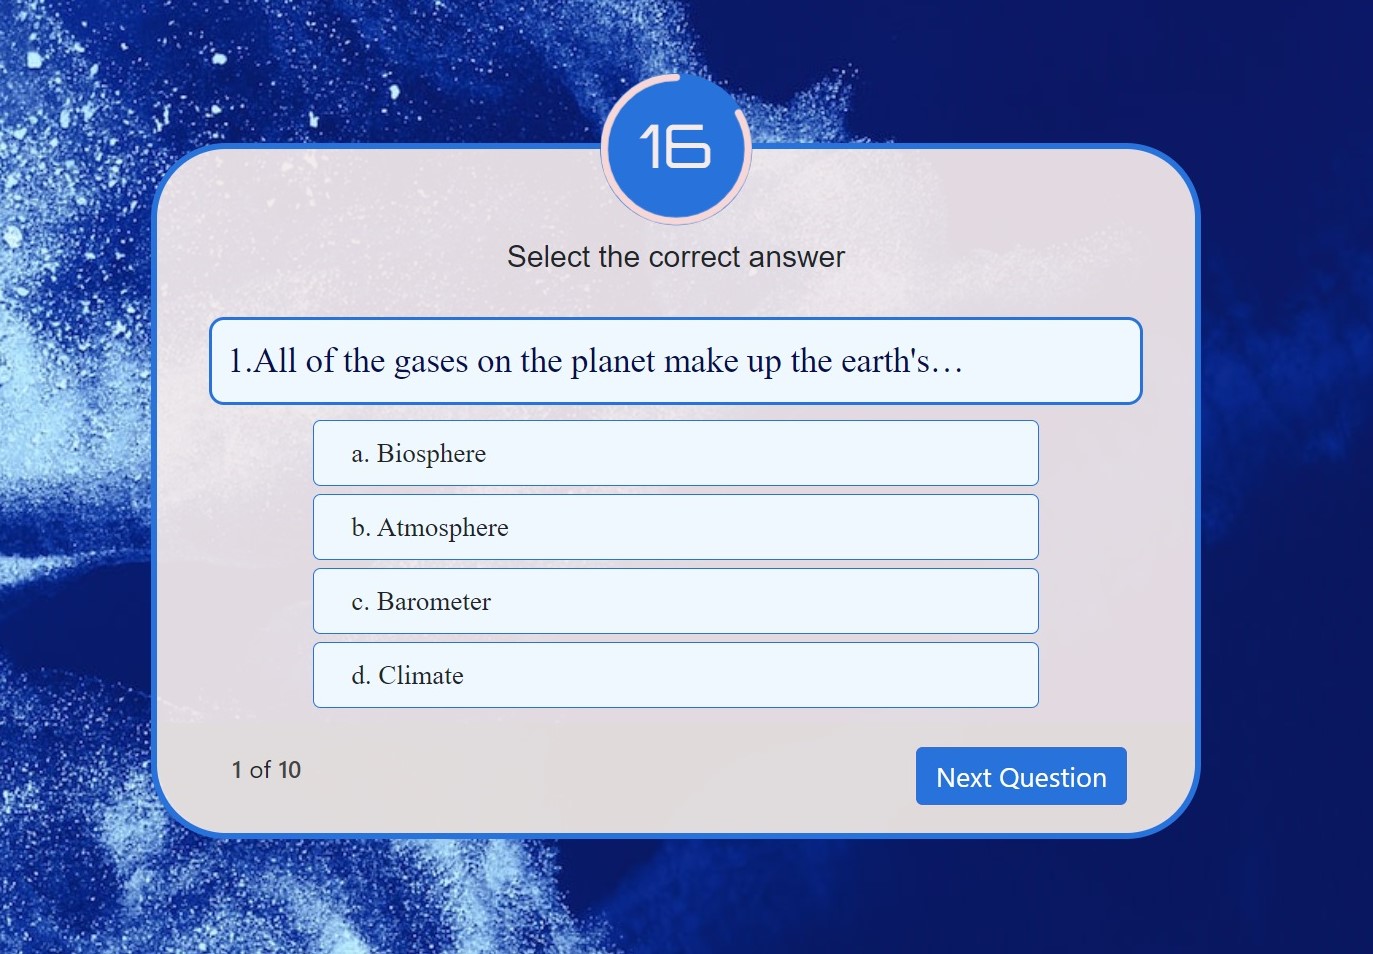 16
Select the correct answer
1.All of the gases on the planet make up the earth's…
a. Biosphere
b. Atmosphere
c. Barometer
d. Climate
1 of 10
Next Question